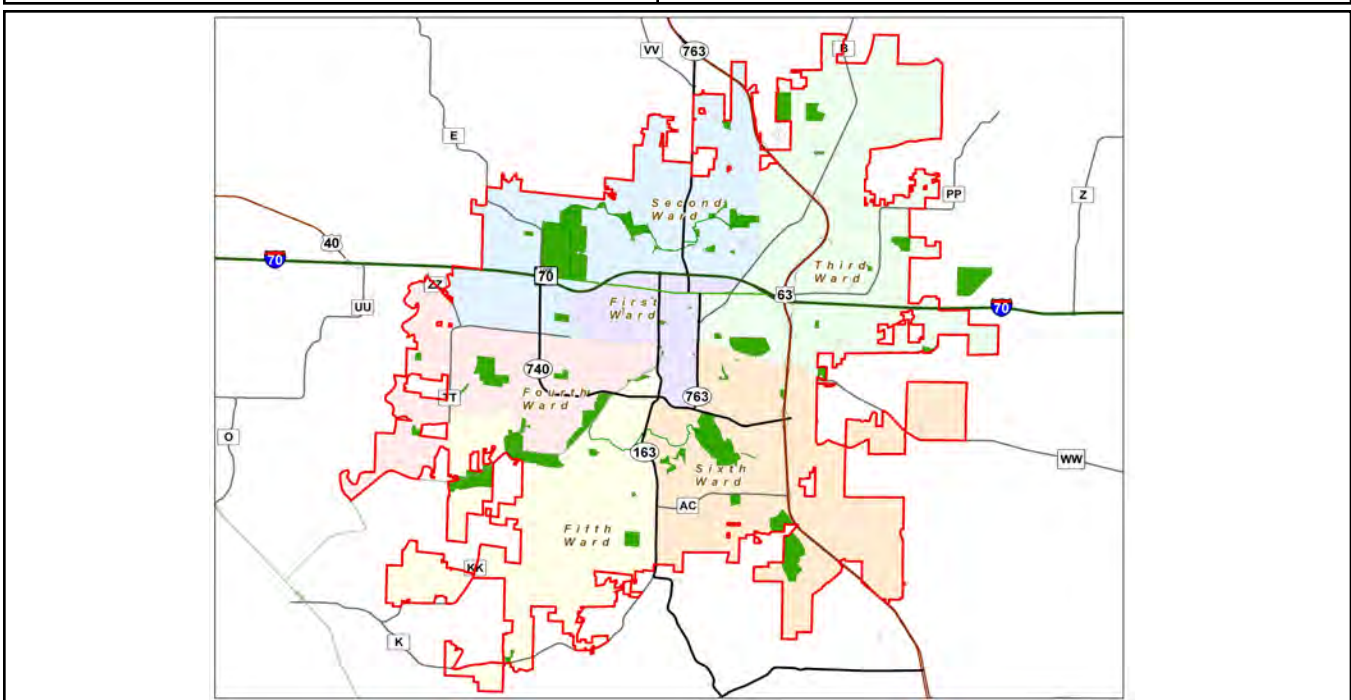 VV
763
B
E
PP
Z
Second
Ward
40
70
Third
Ward
70
ZZ
63
First
Ward
UU
70
740
TT
Fourth
Ward
763
O
163
WW
Sixth
Ward
AC
Fifth
Ward
KK
K